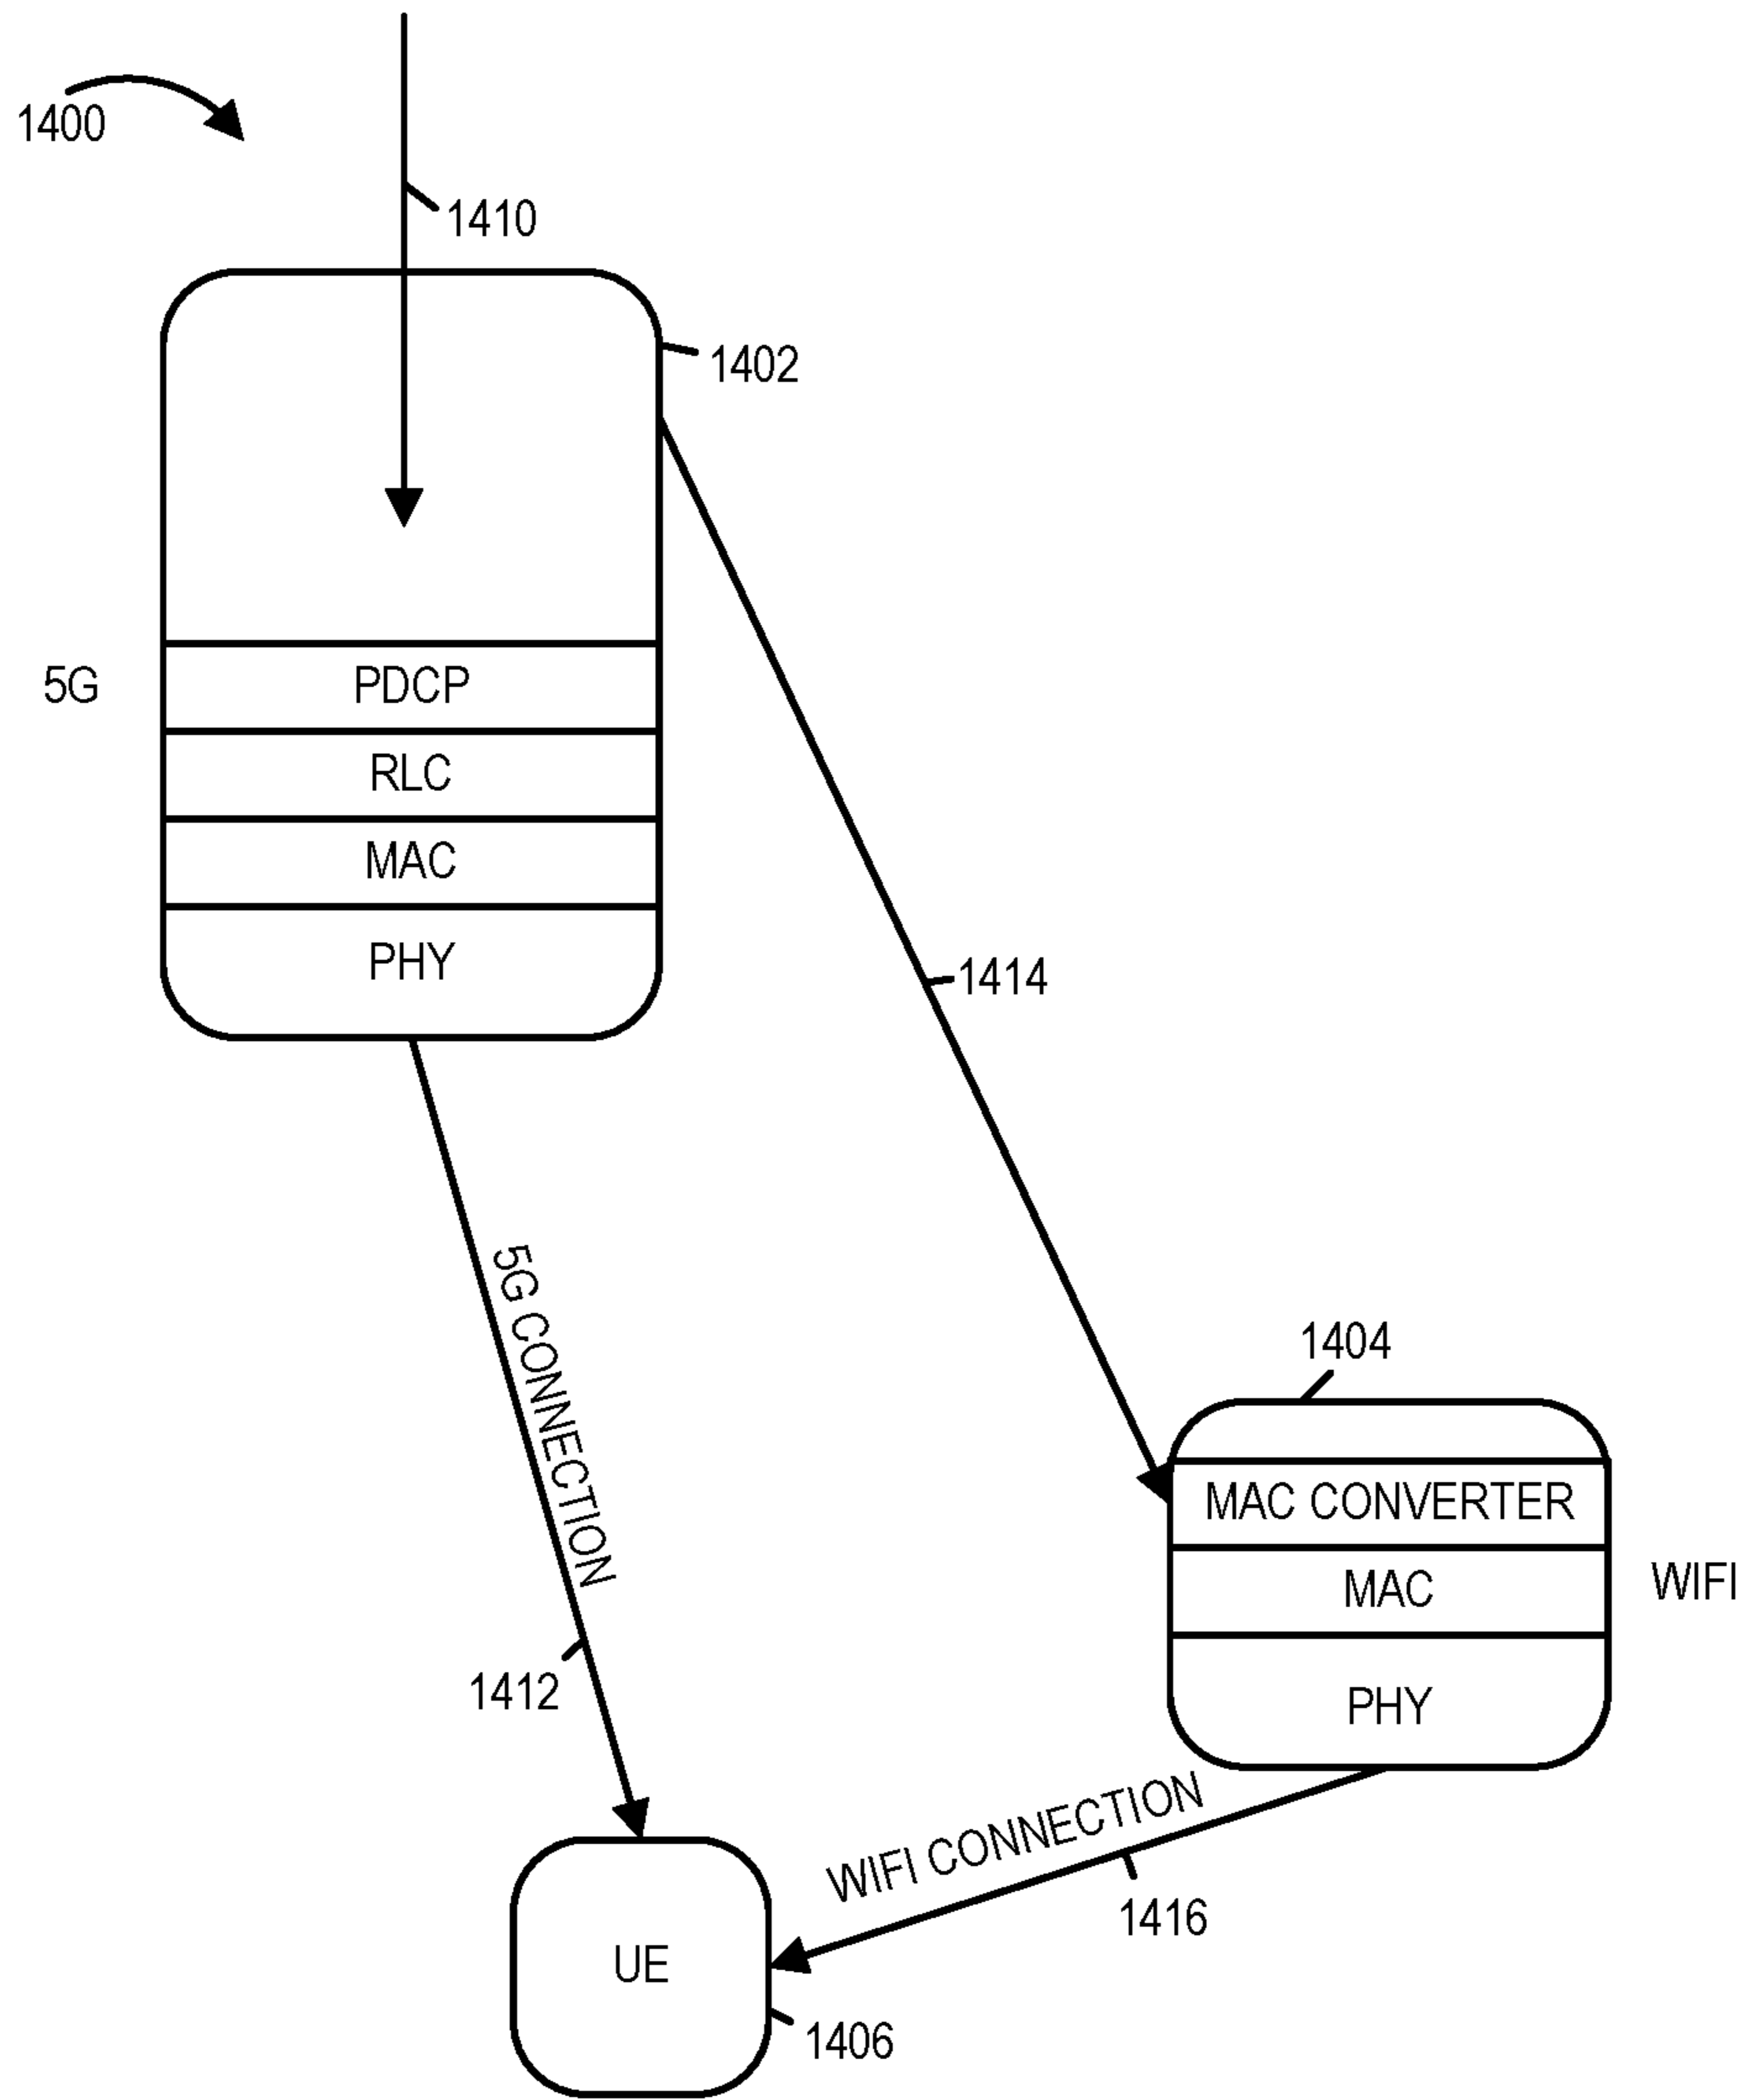 1400
1410
1402
5G
PDCP
RLC
MAC
PHY
1414
5G CONNECTION
1404
MAC CONVERTER
MAC
WIFI
PHY
1412
WIFI CONNECTION
1416
UE
1406